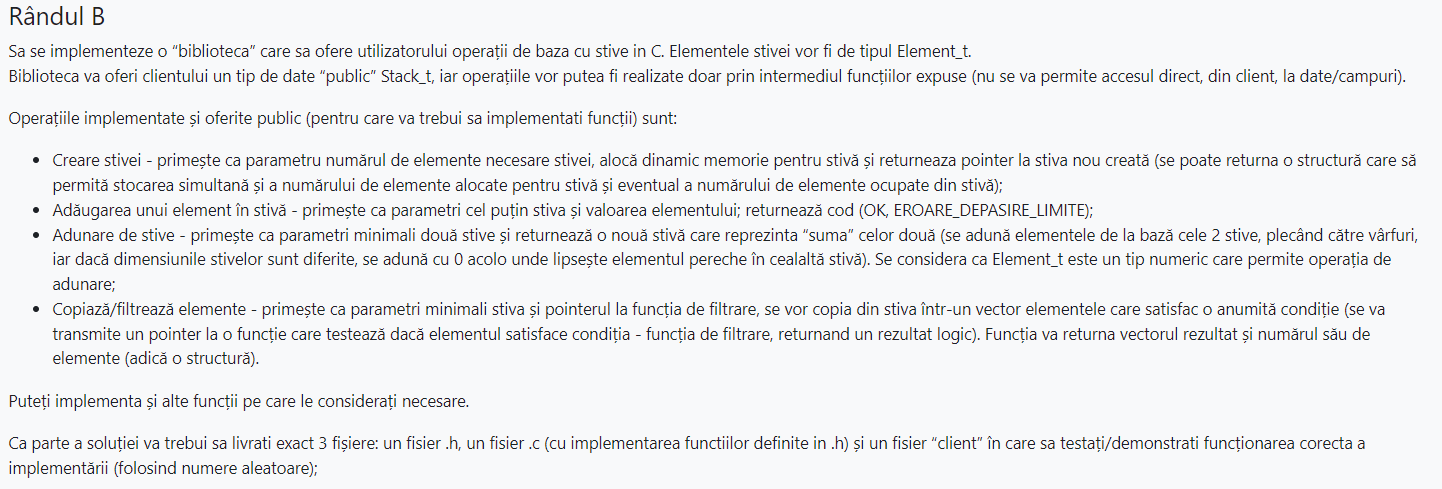 Rândul B
Sa se implementeze o “biblioteca” care sa ofere utilizatorului operații de baza cu stive in C. Elementele stivei vor fi de tipul Element_t.
Biblioteca va oferi clientului un tip de date “public” Stack_t, iar operațiile vor putea fi realizate doar prin intermediul funcțiilor expuse (nu se va permite accesul direct, din client, la date/campuri).
Operațiile implementate și oferite public (pentru care va trebui sa implementati funcții) sunt:
• Creare stivei - primește ca parametru numărul de elemente necesare stivei, alocă dinamic memorie pentru stivă și returneaza pointer la stiva nou creată (se poate returna o structură care să
permită stocarea simultană și a numărului de elemente alocate pentru stivă și eventual a numărului de elemente ocupate din stivă);
• Adăugarea unui element în stivă - primește ca parametri cel puțin stiva și valoarea elementului; returnează cod (OK, EROARE_DEPASIRE_LIMITE);
• Adunare de stive - primește ca parametri minimali două stive și returnează o nouă stivă care reprezinta “suma” celor două (se adună elementele de la bază cele 2 stive, plecând către vârfuri,
iar dacă dimensiunile stivelor sunt diferite, se adună cu 0 acolo unde lipsește elementul pereche în cealaltă stivă). Se considera ca Element_t este un tip numeric care permite operația de
adunare;
• Copiază/filtrează elemente - primește ca parametri minimali stiva și pointerul la funcția de filtrare, se vor copia din stiva într-un vector elementele care satisfac o anumită condiție (se va
transmite un pointer la o funcție care testează dacă elementul satisface condiția - funcția de filtrare, returnand un rezultat logic). Funcția va returna vectorul rezultat și numărul său de
elemente (adică o structură).
Puteți implementa și alte funcții pe care le considerați necesare.
Ca parte a soluției va trebui sa livrati exact 3 fișiere: un fisier .h, un fisier .c (cu implementarea functiilor definite in .h) și un fisier “client” în care sa testați/demonstrati funcționarea corecta a
implementării (folosind numere aleatoare);